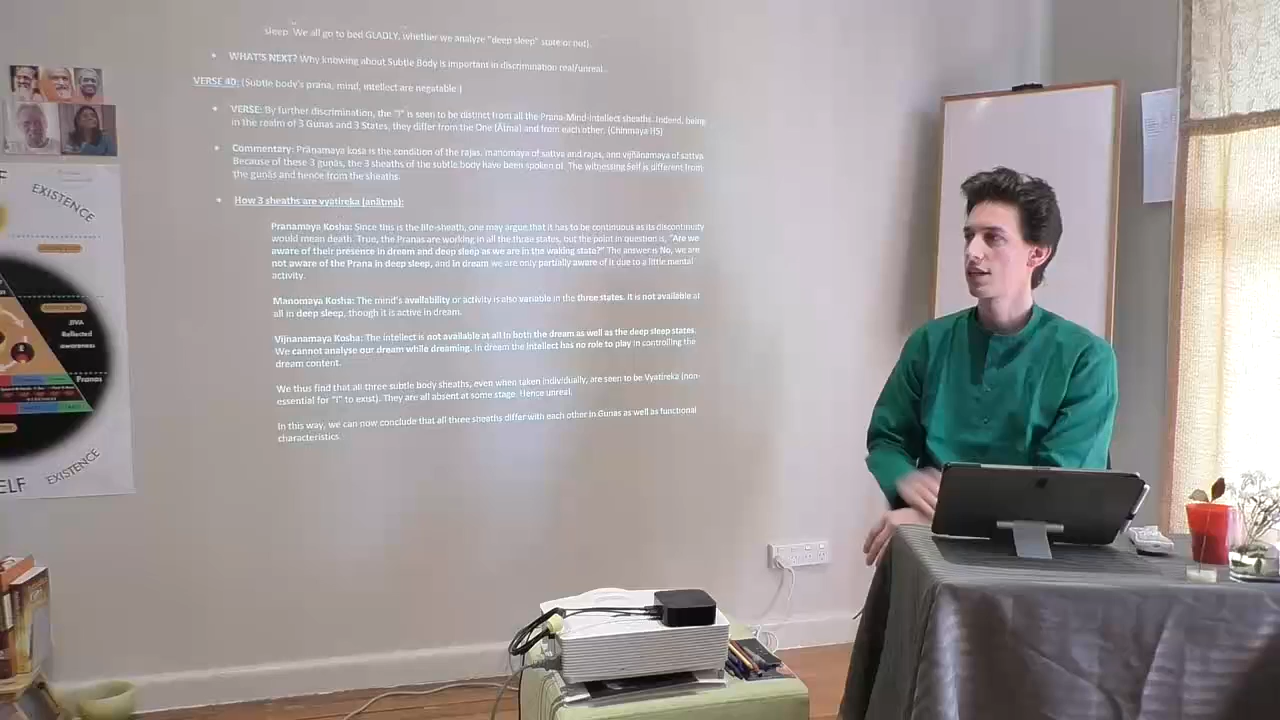 sleep. We all go to bed GLADLY, whether we analyze "deep sleep" state or not).
• WHAT'S NEXT? Why knowing about Subtle Body is important in discrimination real/unreal.
VERSE 40: (Subtle body's prana, mind, intellect are negatable )
• VERSE: By further discrimination, the "I" is seen to be distinct from all the Prana-Mind-Intellect sheaths. Indeed, being
in the realm of 3 Gunas and 3 States, they differ from the One (Ātma) and from each other. (Chinmaya HS)
• Commentary: Prāṇamaya kosa is the condition of the rajas, manomaya of sattva and rajas, and vijñānamaya of sattva.
Because of these 3 guṇās, the 3 sheaths of the subtle body have been spoken of. The witnessing Self is different from
the guṇās and hence from the sheaths.
• How 3 sheaths are vyatireka (anātma):
Pranamaya Kosha: Since this is the life-sheath, one may argue that it has to be continuous as its discontinuity
would mean death. True, the Pranas are working in all the three states, but the point in question is, "Are we
aware of their presence in dream and deep sleep as we are in the waking state?" The answer is No, we are
not aware of the Prana in deep sleep, and in dream we are only partially aware of it due to a little mental
activity.
Manomaya Kosha: The mind's availability or activity is also variable in the three states. It is not available at
all in deep sleep, though it is active in dream.
Vijnanamaya Kosha: The intellect is not available at all in both the dream as well as the deep sleep states.
We cannot analyse our dream while dreaming. In dream the intellect has no role to play in controlling the
dream content.
We thus find that all three subtle body sheaths, even when taken individually, are seen to be Vyatireka (non-
essential for "I" to exist). They are all absent at some stage. Hence unreal.
In this way, we can now conclude that all three sheaths differ with each other in Gunas as well as functional
characteristics.
EXISTENCE
JIVA
Reflected
awareness
Pranas
ELF
EXISTENCE